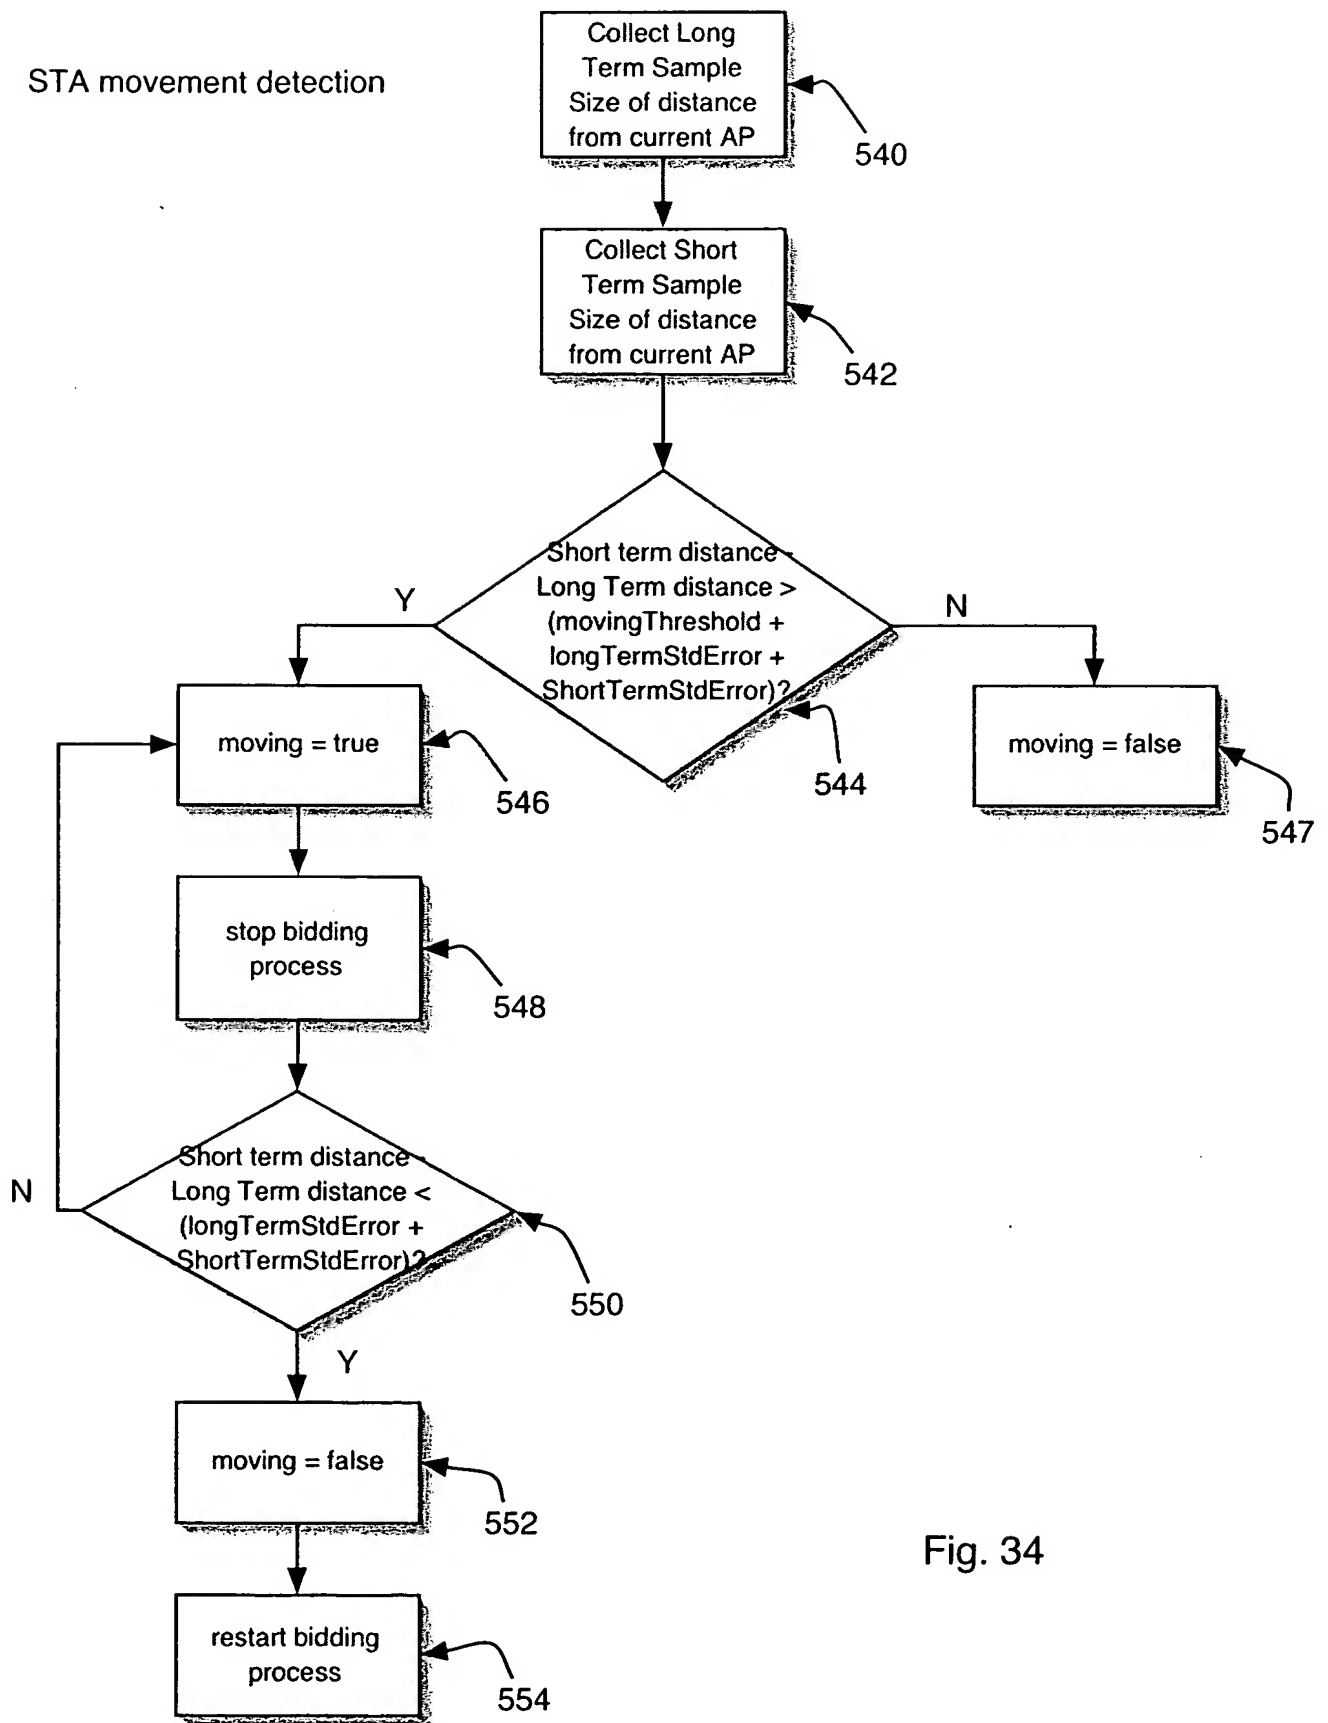 STA movement detection
Collect Long
Term Sample
Size of distance
from current AP
540
Collect Short
Term Sample
Size of distance
from current AP
542
Short term distance -
Long Term distance >
(movingThreshold +
longTermStdError +
ShortTermStdError)?
544
Y
N
moving = true
546
moving = false
547
stop bidding
process
548
Short term distance -
Long Term distance <
(longTermStdError +
ShortTermStdError)?
550
N
Y
moving = false
552
restart bidding
process
554
Fig. 34